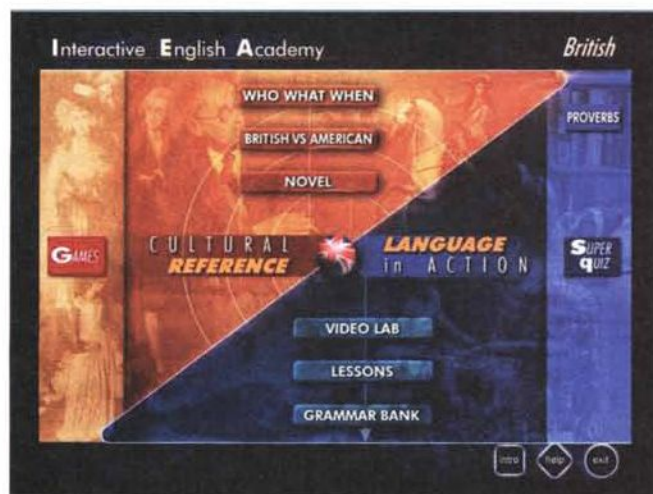 Interactive English Academy
British
WHO WHAT WHEN
PROVERBS
BRITISH VS AMERICAN
NOVEL
GAMES
CULTURAL REFERENCE
LANGUAGE in ACTION
SUPER quiz
VIDEO LAB
LESSONS
GRAMMAR BANK
intro
help
exit